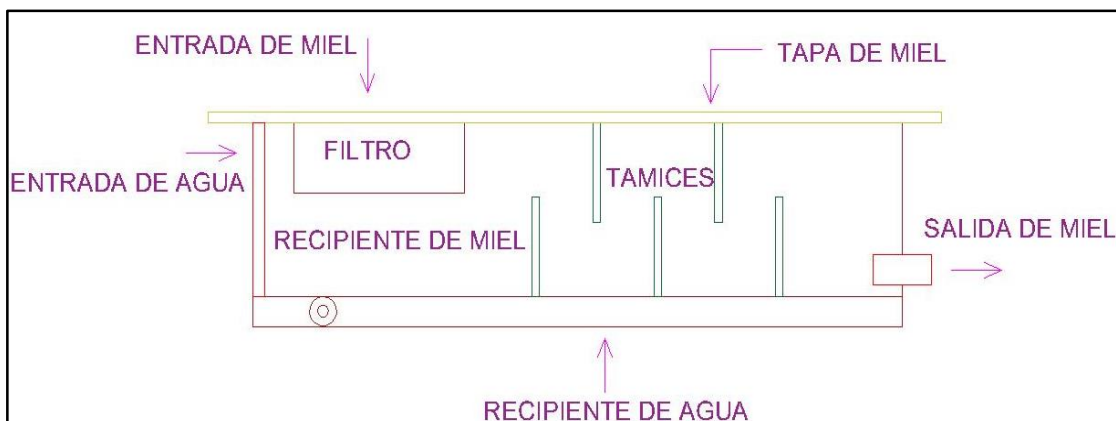 ENTRADA DE MIEL
TAPA DE MIEL
FILTRO
ENTRADA DE AGUA
TAMICES
RECIPIENTE DE MIEL
SALIDA DE MIEL
RECIPIENTE DE AGUA